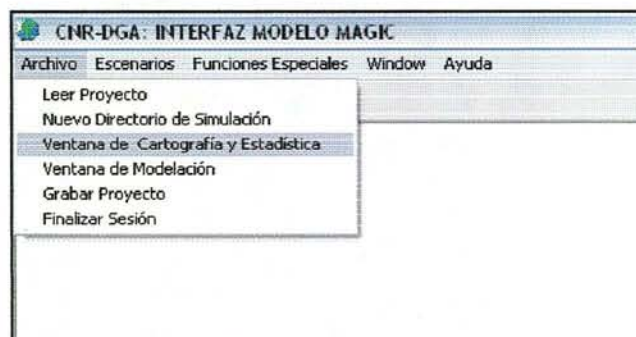 CNR-DGA: INTERFAZ MODELO MAGIC
Archivo Escenarios Funciones Especiales Window Ayuda
Leer Proyecto
Nuevo Directorio de Simulación
Ventana de Cartografía y Estadística
Ventana de Modelación
Grabar Proyecto
Finalizar Sesión